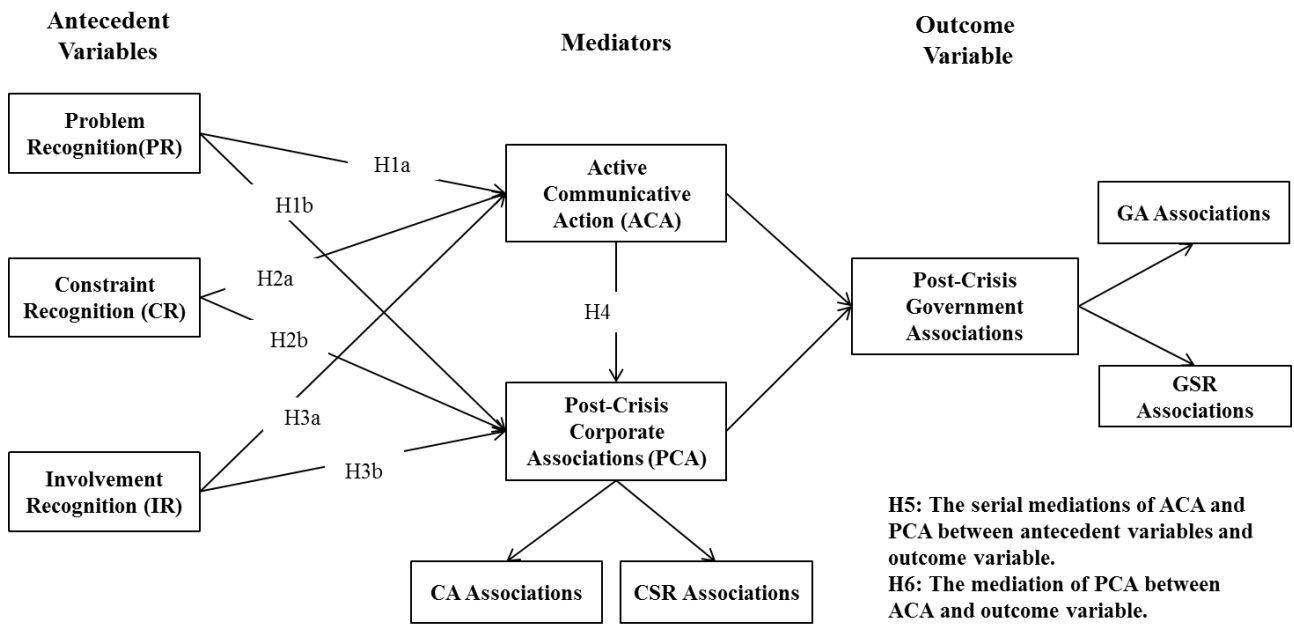 Antecedent
Variables
Mediators
Outcome
Variable
Problem
Recognition(PR)
Constraint
Recognition (CR)
Involvement
Recognition (IR)
H1a
H1b
H2a
H2b
H3a
H3b
Active
Communicative
Action (ACA)
H4
Post-Crisis
Corporate
Associations (PCA)
CA Associations
CSR Associations
Post-Crisis
Government
Associations
GA Associations
GSR
Associations
H5: The serial mediations of ACA and
PCA between antecedent variables and
outcome variable.
H6: The mediation of PCA between
ACA and outcome variable.